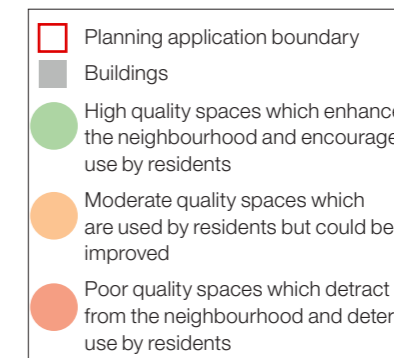 Planning application boundary
Buildings
High quality spaces which enhance
the neighbourhood and encourage
use by residents
Moderate quality spaces which
are used by residents but could be
improved
Poor quality spaces which detract
from the neighbourhood and deter
use by residents